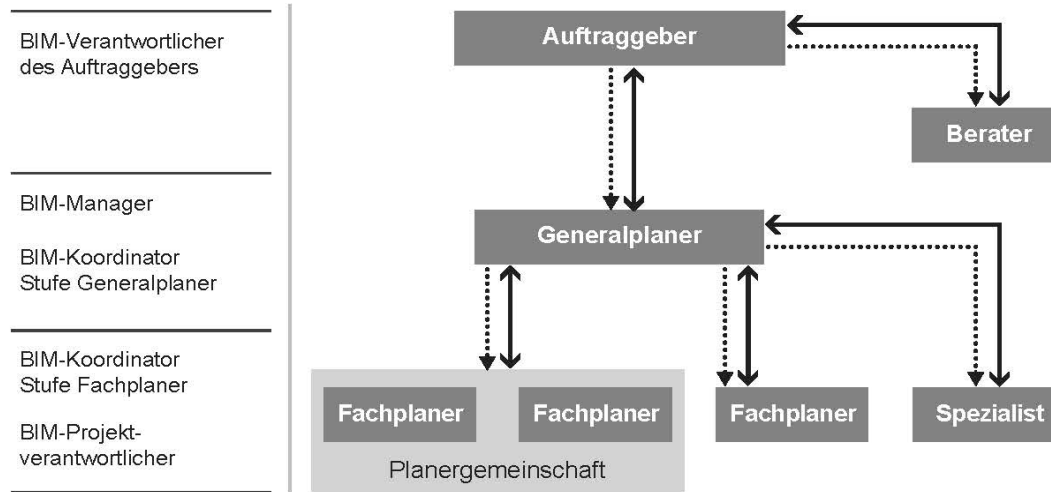 BIM-Verantwortlicher
des Auftraggebers
BIM-Manager
BIM-Koordinator
Stufe Generalplaner
BIM-Koordinator
Stufe Fachplaner
BIM-Projekt-
verantwortlicher
Auftraggeber
Berater
Generalplaner
Fachplaner
Fachplaner
Fachplaner
Spezialist
Planergemeinschaft